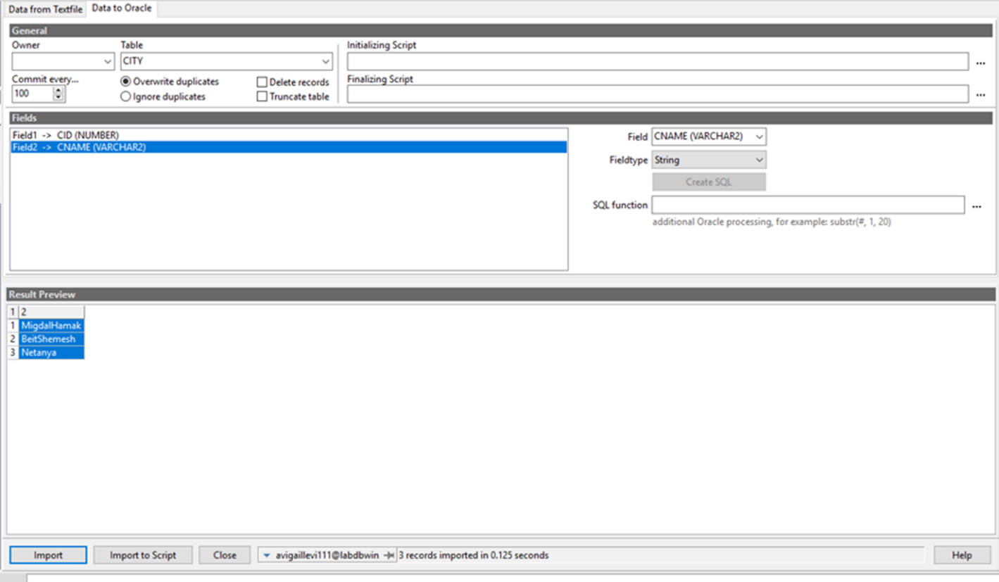 Data from Textfile Data to Oracle
General
Owner Table Initializing Script
CITY ...
Commit every... Overwrite duplicates Delete records Finalizing Script
100 Ignore duplicates Truncate table ...
Fields
Field1 -> CID (NUMBER) Field CNAME (VARCHAR2)
Field2 -> CNAME (VARCHAR2)
Fieldtype String
Create SQL
SQL function ...
additional Oracle processing, for example: substr(#, 1, 20)
Result Preview
1 2
1 MigdalHamak
2 BeitShemesh
3 Netanya
Import Import to Script Close avigaillevi111@labdbwin 3 records imported in 0.125 seconds Help